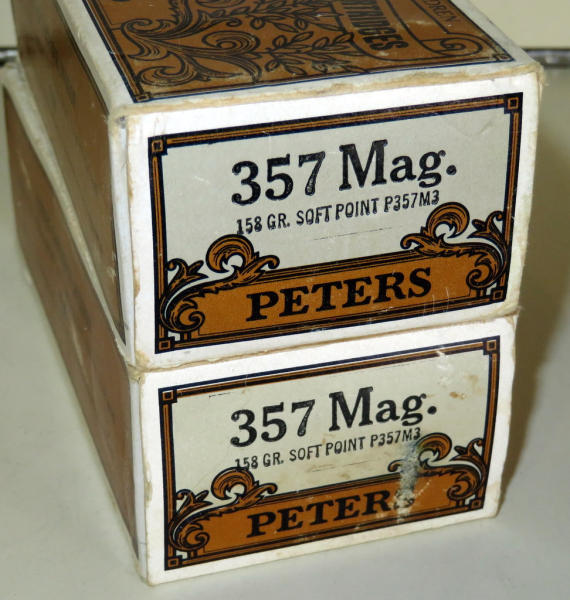 357 Mag.
158 GR. SOFT POINT P357M3
PETERS
357 Mag.
158 GR. SOFT POINT P357M3
PETERS